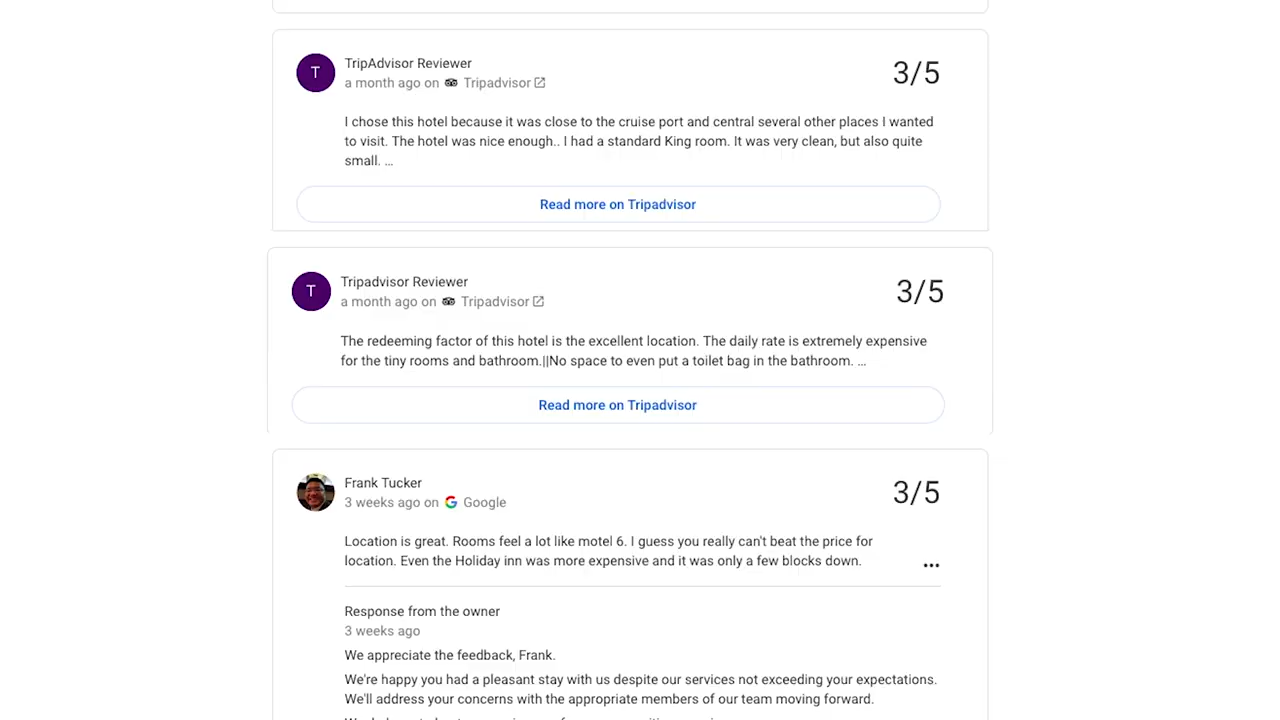 T
TripAdvisor Reviewer
a month ago on Tripadvisor
3/5
I chose this hotel because it was close to the cruise port and central several other places I wanted
to visit. The hotel was nice enough.. I had a standard King room. It was very clean, but also quite
small. ...
Read more on Tripadvisor
T
Tripadvisor Reviewer
a month ago on Tripadvisor
3/5
The redeeming factor of this hotel is the excellent location. The daily rate is extremely expensive
for the tiny rooms and bathroom.||No space to even put a toilet bag in the bathroom. ...
Read more on Tripadvisor
Frank Tucker
3 weeks ago on Google
3/5
Location is great. Rooms feel a lot like motel 6. I guess you really can't beat the price for
location. Even the Holiday inn was more expensive and it was only a few blocks down.
Response from the owner
3 weeks ago
We appreciate the feedback, Frank.
We're happy you had a pleasant stay with us despite our services not exceeding your expectations.
We'll address your concerns with the appropriate members of our team moving forward.